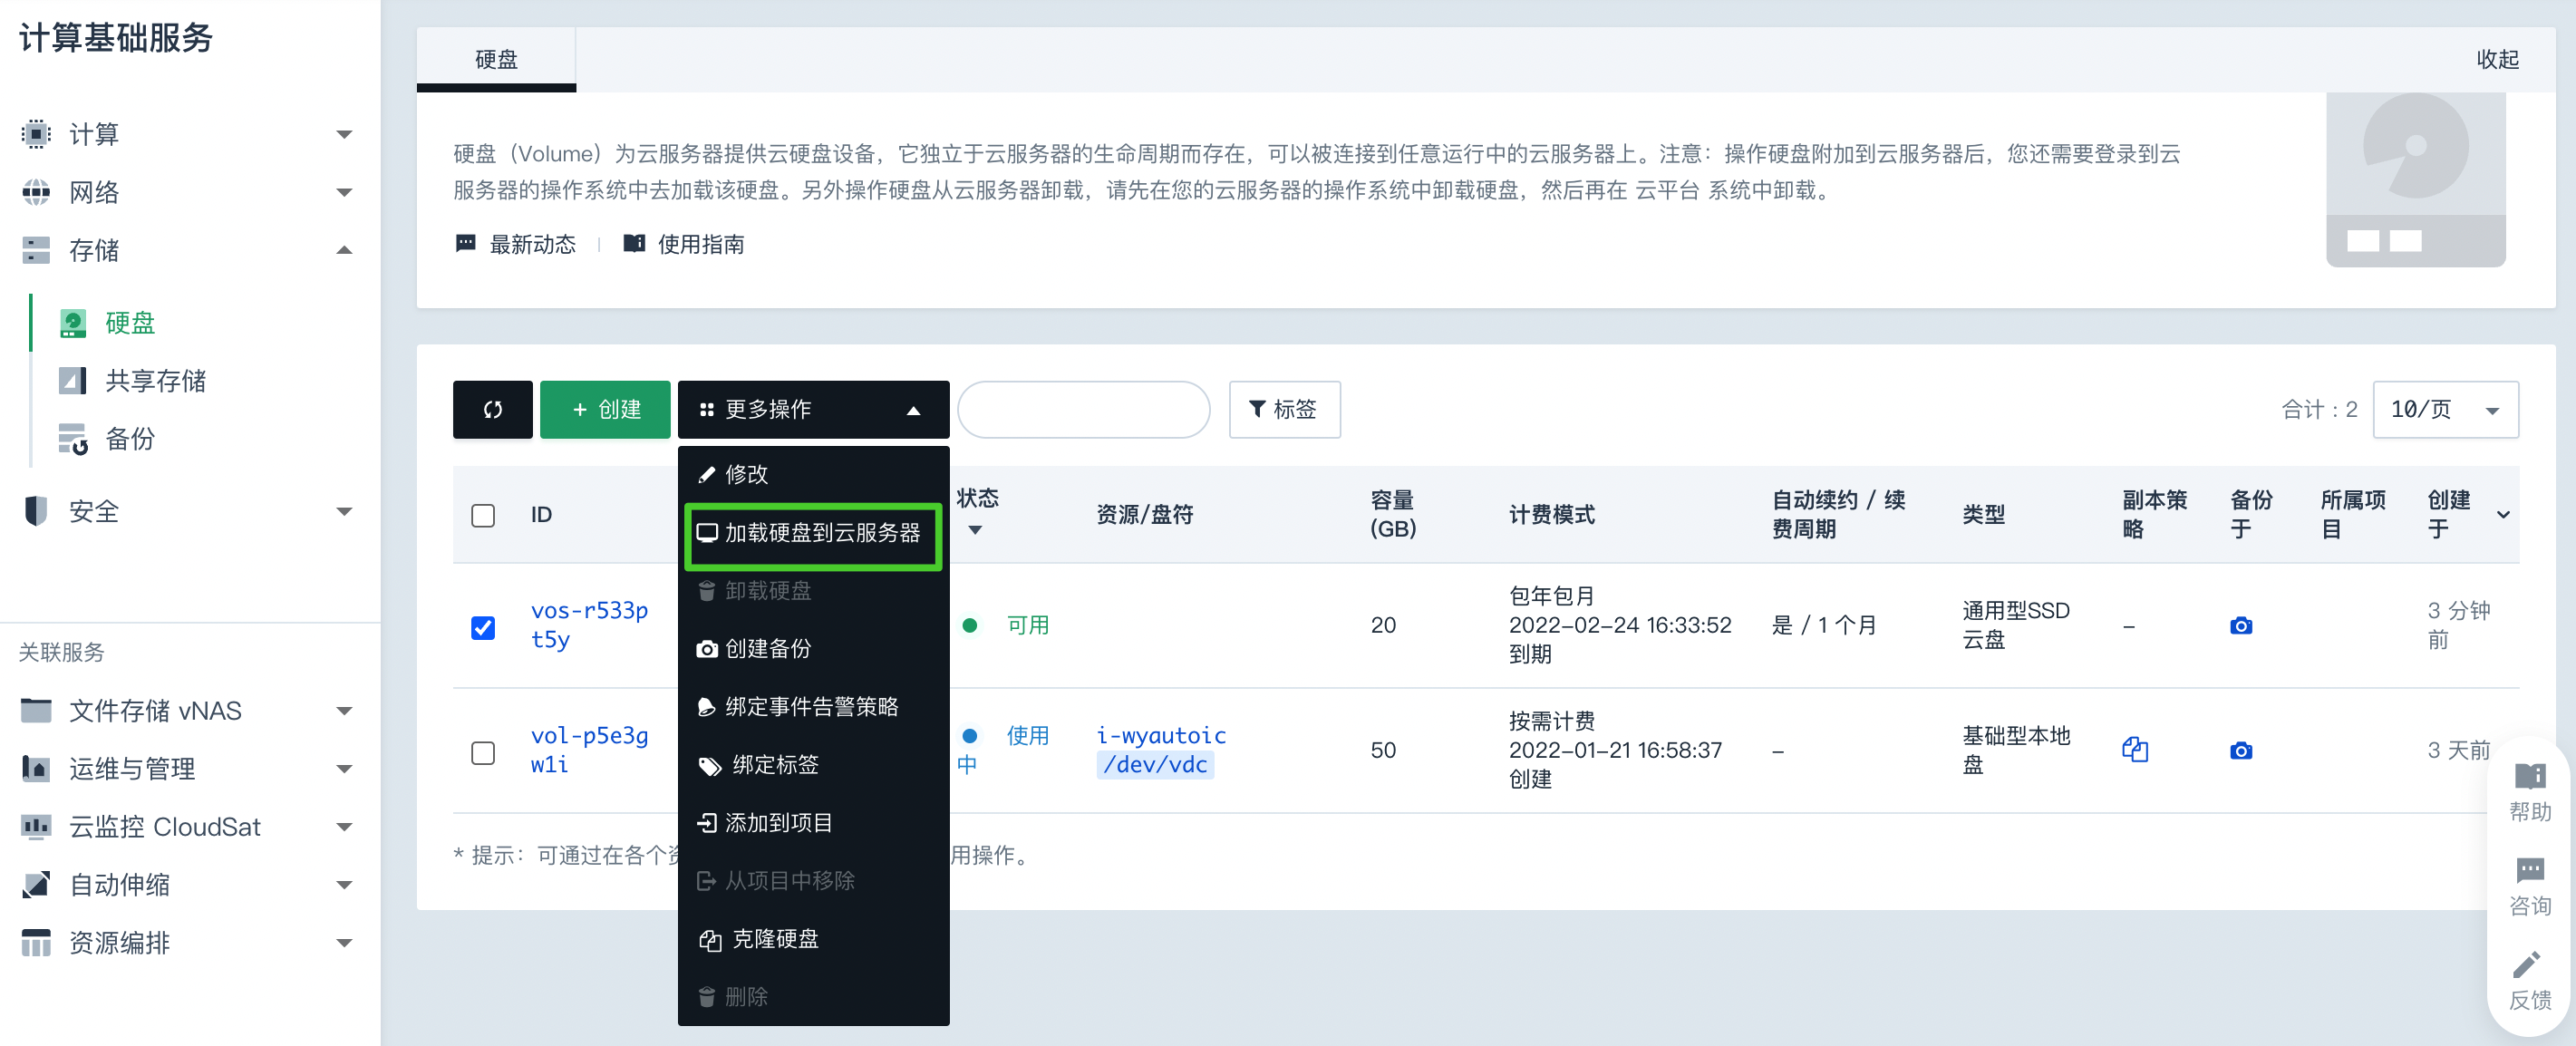 计算基础服务
计算
网络
存储
硬盘
共享存储
备份
安全
关联服务
文件存储 vNAS
运维与管理
云监控 CloudSat
自动伸缩
资源编排
硬盘
收起
硬盘（Volume）为云服务器提供云硬盘设备，它独立于云服务器的生命周期而存在，可以被连接到任意运行中的云服务器上。注意：操作硬盘附加到云服务器后，您还需要登录到云
服务器的操作系统中去加载该硬盘。另外操作硬盘从云服务器卸载，请先在您的云服务器的操作系统中卸载硬盘，然后再在 云平台 系统中卸载。
最新动态
使用指南
+ 创建
更多操作
标签
合计：2
10/页
修改
加载硬盘到云服务器
卸载硬盘
创建备份
绑定事件告警策略
绑定标签
添加到项目
从项目中移除
克隆硬盘
删除
ID
状态
资源/盘符
容量
(GB)
计费模式
自动续约 / 续
费周期
类型
副本策
略
备份
于
所属项
目
创建
于
vos-r533p
t5y
可用
20
包年包月
2022-02-24 16:33:52
到期
是 / 1 个月
通用型SSD
云盘
–
3 分钟
前
vol-p5e3g
w1i
使用
中
i-wyautoic
/dev/vdc
50
按需计费
2022-01-21 16:58:37
创建
–
基础型本地
盘
3 天前
* 提示：可通过在各个
用操作。
帮助
咨询
反馈